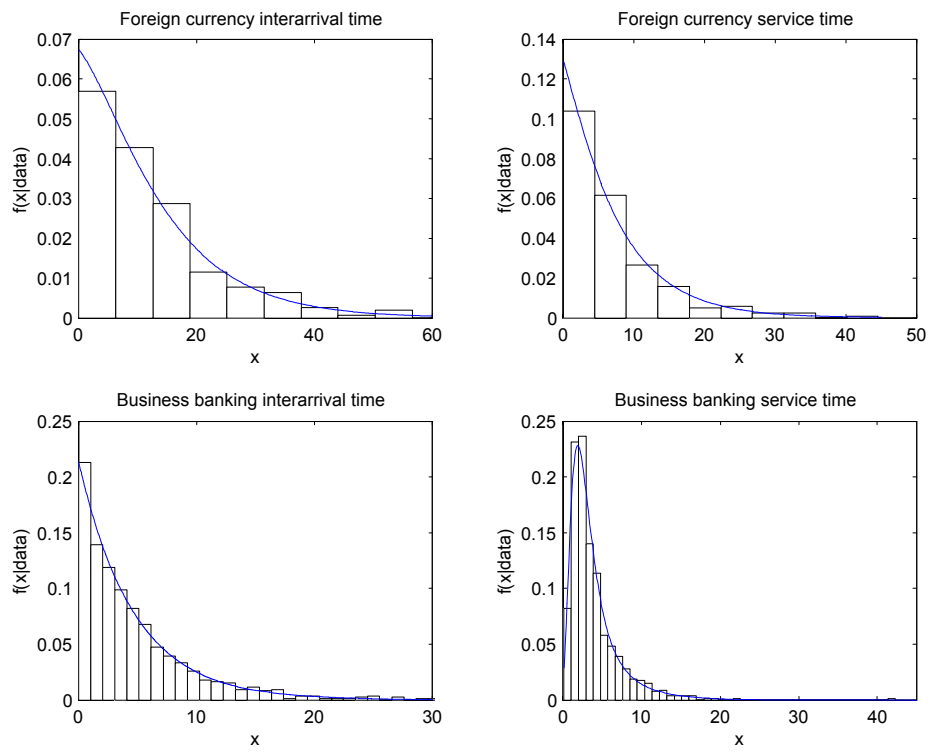 Foreign currency interarrival time
0.07
0.06
0.05
0.04
0.03
0.02
0.01
0
f(x|data)
0 20 40 60
x
Foreign currency service time
0.14
0.12
0.1
0.08
0.06
0.04
0.02
0
f(x|data)
0 10 20 30 40 50
x
Business banking interarrival time
0.25
0.2
0.15
0.1
0.05
0
f(x|data)
0 10 20 30
x
Business banking service time
0.25
0.2
0.15
0.1
0.05
0
f(x|data)
0 10 20 30 40
x